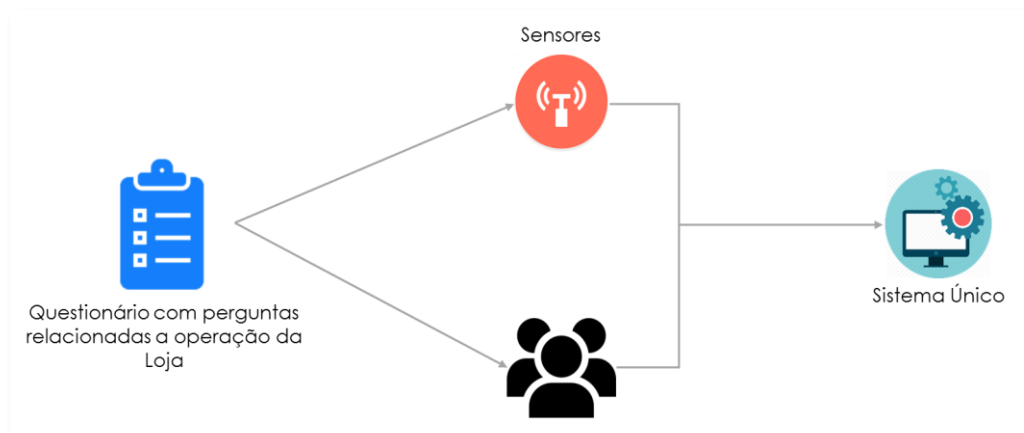 Sensores
Questionário com perguntas
relacionadas a operação da
Loja
Sistema Único